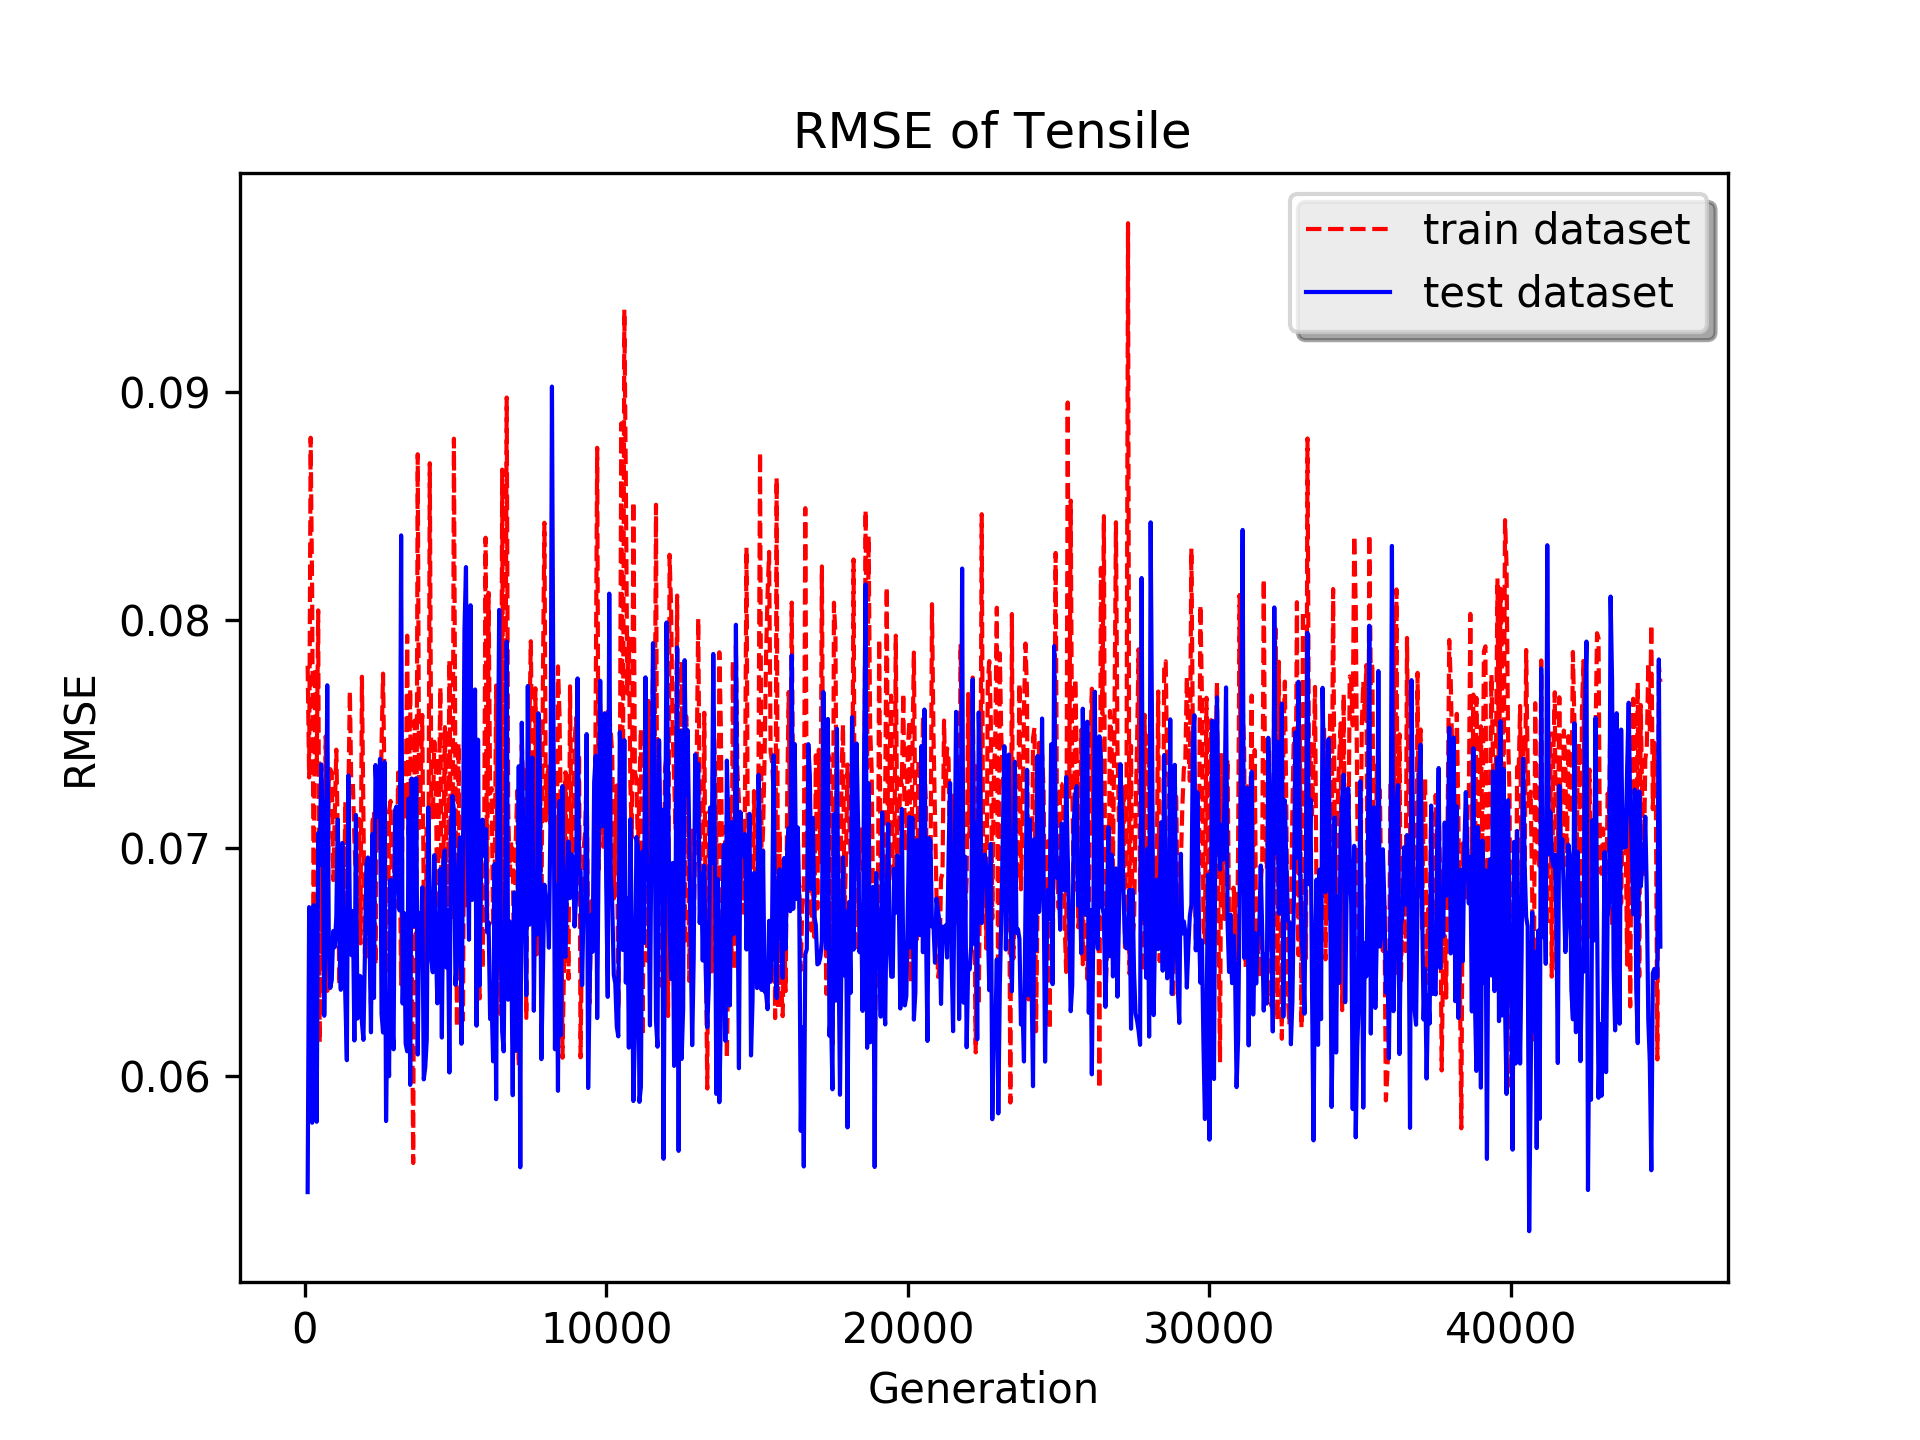 RMSE of Tensile
train dataset
test dataset
RMSE
0.09
0.08
0.07
0.06
0 10000 20000 30000 40000
Generation